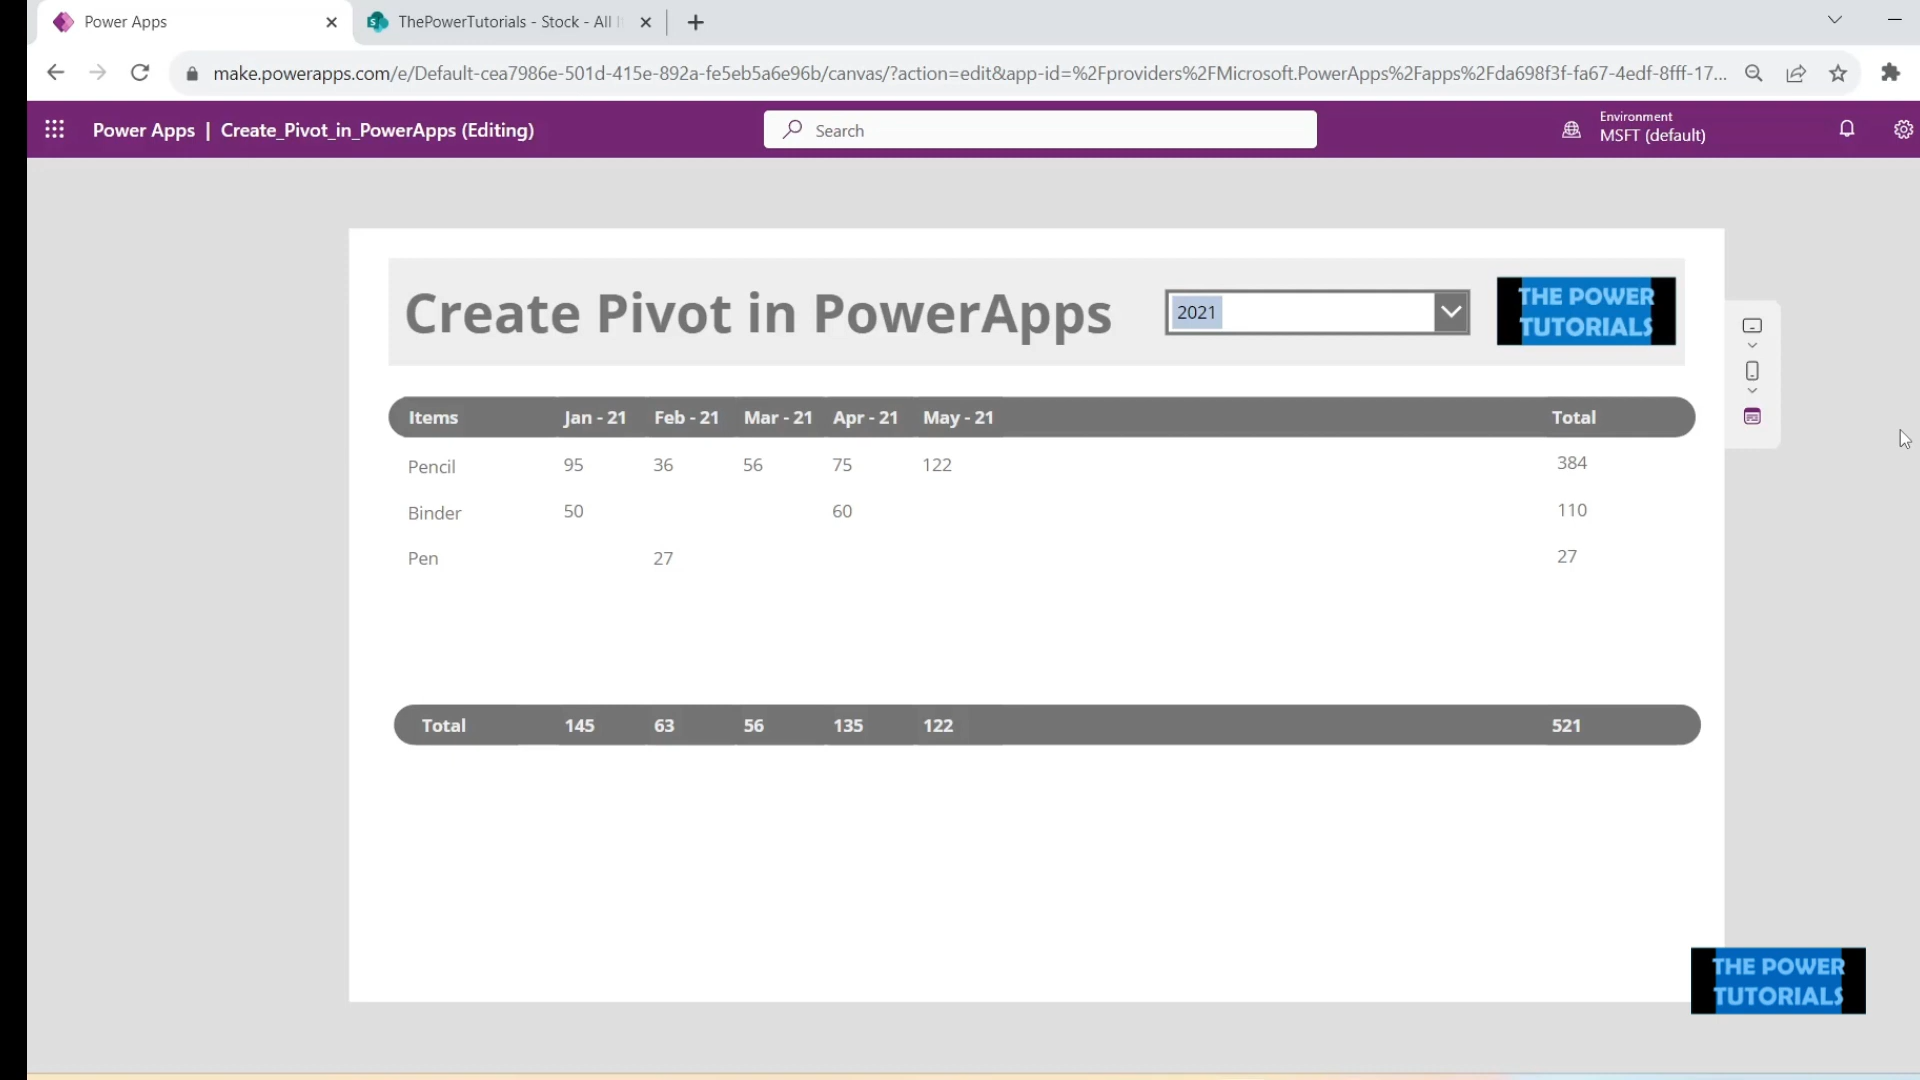 Power Apps
ThePowerTutorials - Stock - All
make.powerapps.com/e/Default-cea7986e-501d-415e-892a-fe5eb5a6e96b/canvas/?action=edit&app-id=%2Fproviders%2FMicrosoft.PowerApps%2Fapps%2Fda698f3f-fa67-4edf-8fff-17...
Power Apps | Create_Pivot_in_PowerApps (Editing)
Search
Environment
MSFT (default)
Create Pivot in PowerApps
2021
THE POWER
TUTORIALS
Items Jan - 21 Feb - 21 Mar - 21 Apr - 21 May - 21 Total
Pencil 95 36 56 75 122 384
Binder 50 60 110
Pen 27 27
Total 145 63 56 135 122 521
THE POWER
TUTORIALS